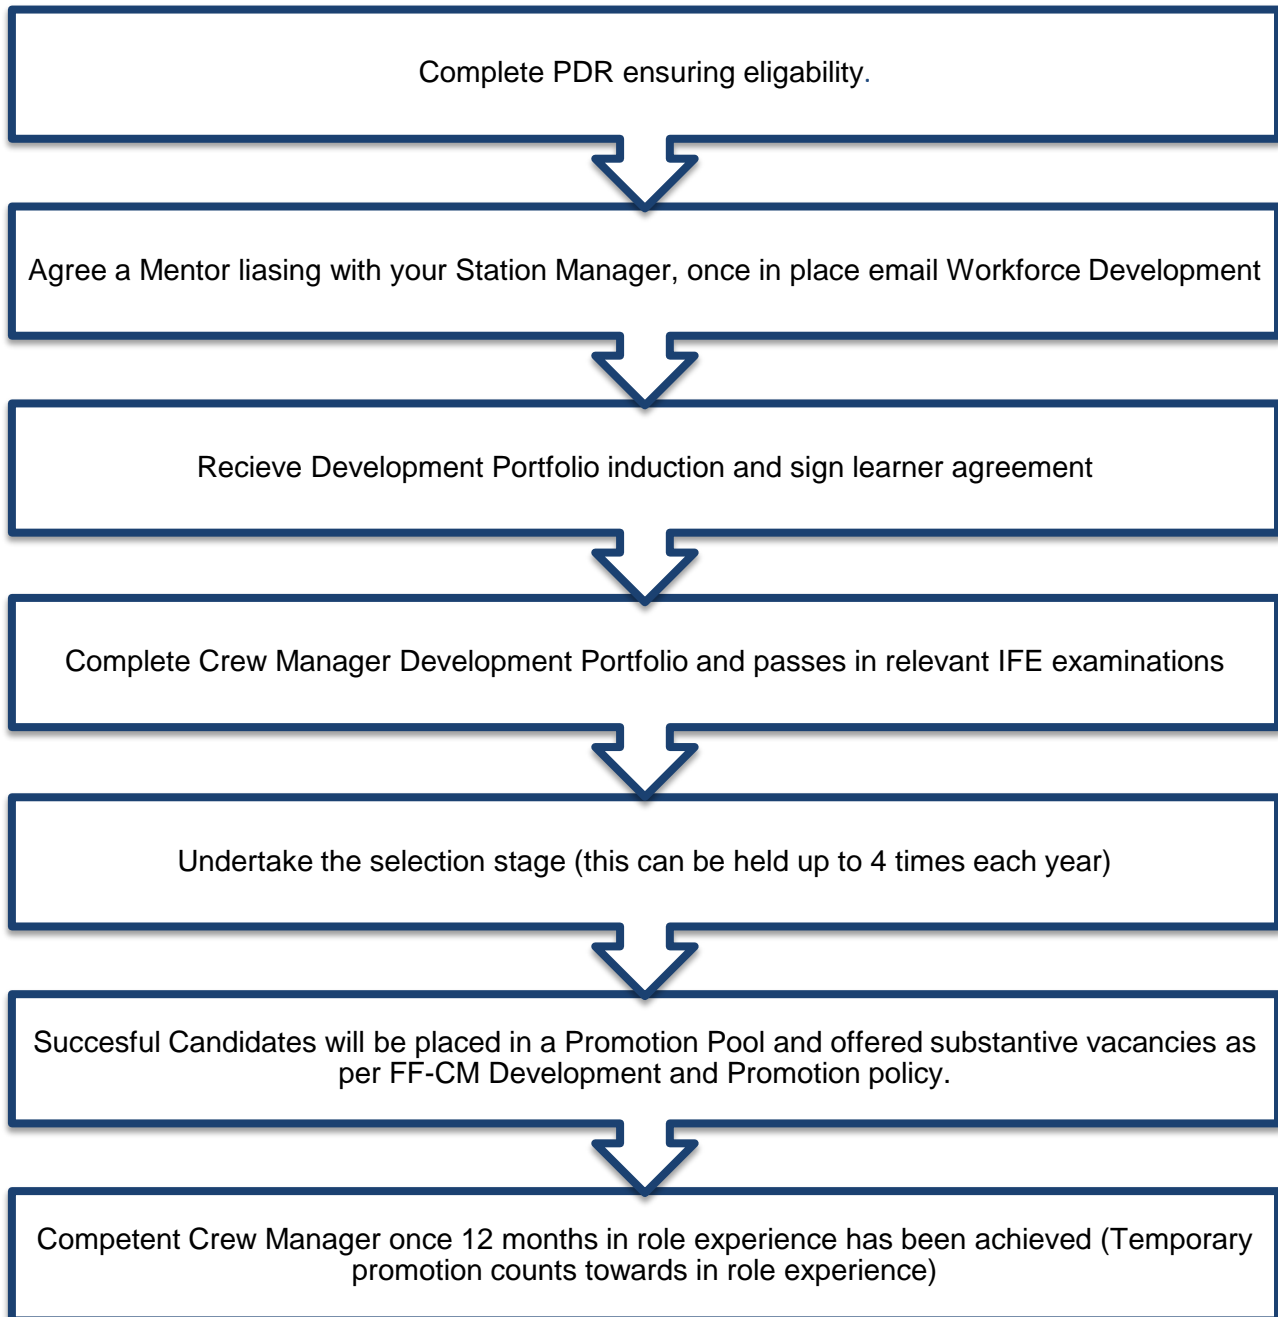 Complete PDR ensuring eligability.
Agree a Mentor liasing with your Station Manager, once in place email Workforce Development
Recieve Development Portfolio induction and sign learner agreement
Complete Crew Manager Development Portfolio and passes in relevant IFE examinations
Undertake the selection stage (this can be held up to 4 times each year)
Succesful Candidates will be placed in a Promotion Pool and offered substantive vacancies as
per FF-CM Development and Promotion policy.
Competent Crew Manager once 12 months in role experience has been achieved (Temporary
promotion counts towards in role experience)